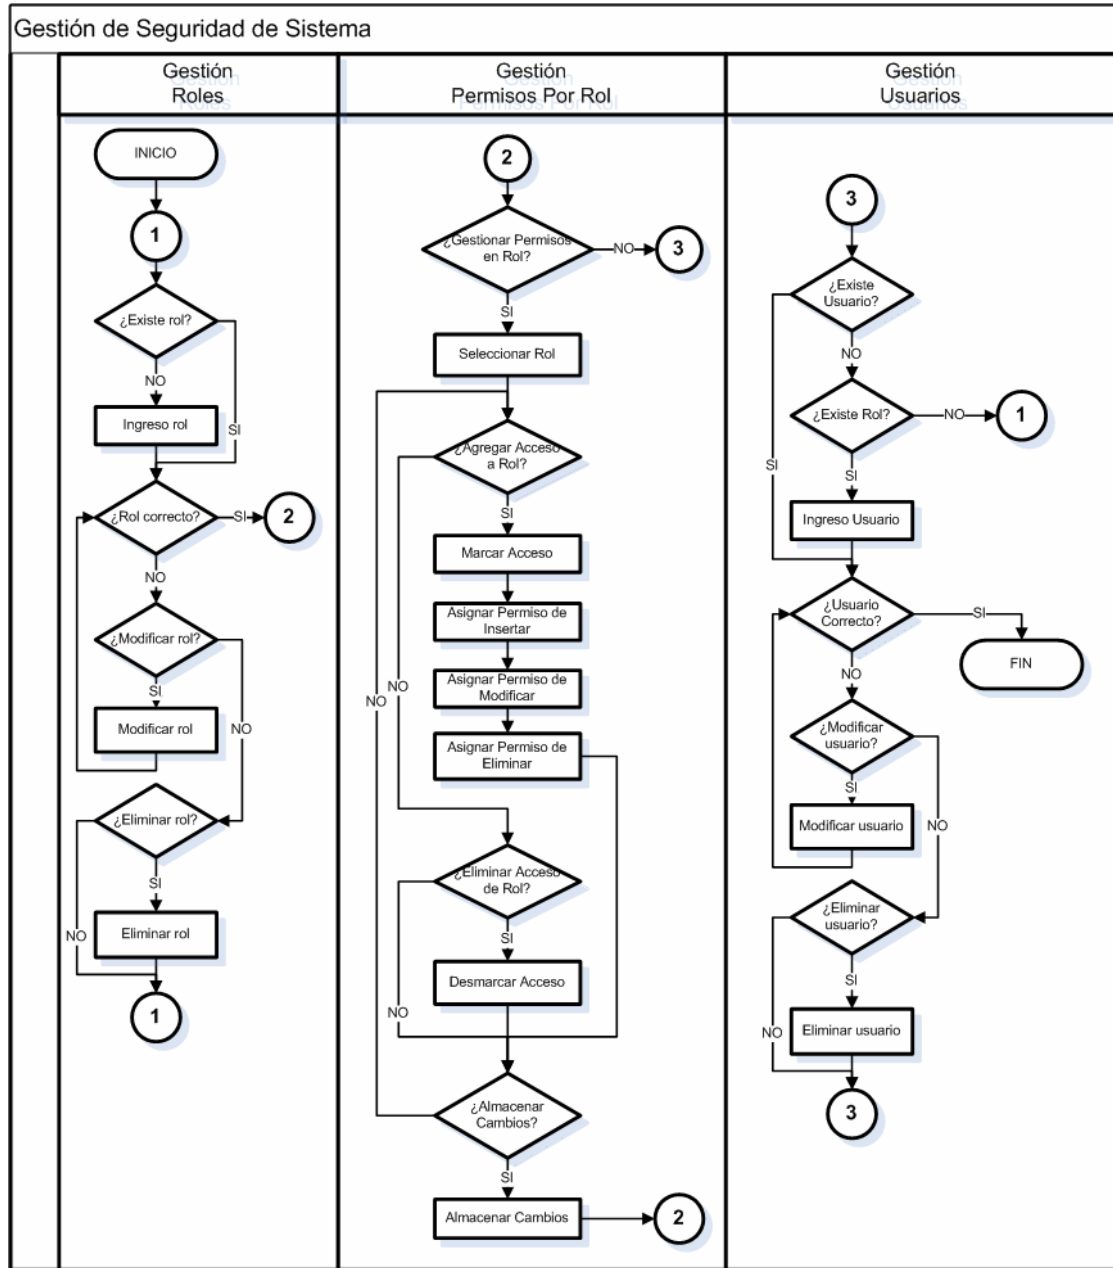 Gestión de Seguridad de Sistema
Gestión
Roles
INICIO
1
¿Existe rol?
NO
Ingreso rol
SI
¿Rol correcto?
SI
2
NO
¿Modificar rol?
SI
Modificar rol
NO
¿Eliminar rol?
SI
NO
Eliminar rol
1
Gestión
Permisos Por Rol
2
¿Gestionar Permisos
en Rol?
NO
3
SI
Seleccionar Rol
¿Agregar Acceso
a Rol?
SI
Marcar Acceso
Asignar Permiso de
Insertar
Asignar Permiso de
Modificar
NO
NO
Asignar Permiso de
Eliminar
¿Eliminar Acceso
de Rol?
SI
Desmarcar Acceso
NO
¿Almacenar
Cambios?
SI
Almacenar Cambios
2
Gestión
Usuarios
3
¿Existe
Usuario?
NO
¿Existe Rol?
NO
1
SI
SI
Ingreso Usuario
¿Usuario
Correcto?
SI
FIN
NO
¿Modificar
usuario?
SI
Modificar usuario
NO
¿Eliminar
usuario?
SI
NO
Eliminar usuario
3